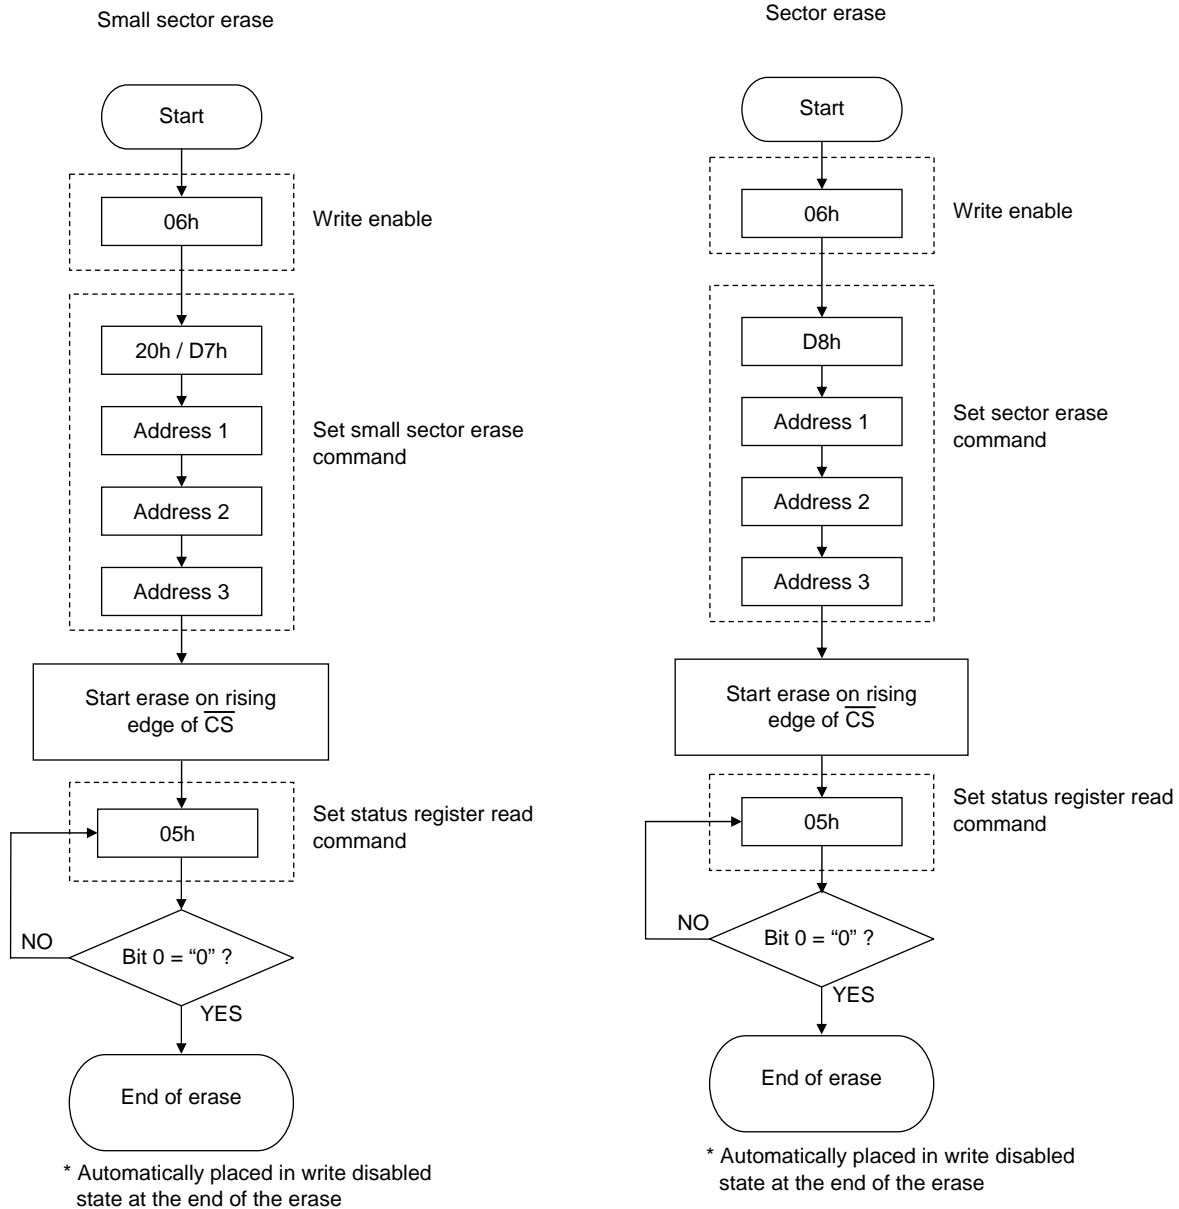 Small sector erase
Start
06h
Write enable
20h / D7h
Address 1
Set small sector erase
command
Address 2
Address 3
Start erase on rising
edge of C̅S̅
05h
Set status register read
command
NO
Bit 0 = “0” ?
YES
End of erase
* Automatically placed in write disabled
state at the end of the erase
Sector erase
Start
06h
Write enable
D8h
Address 1
Set sector erase
command
Address 2
Address 3
Start erase on rising
edge of C̅S̅
05h
Set status register read
command
NO
Bit 0 = “0” ?
YES
End of erase
* Automatically placed in write disabled
state at the end of the erase